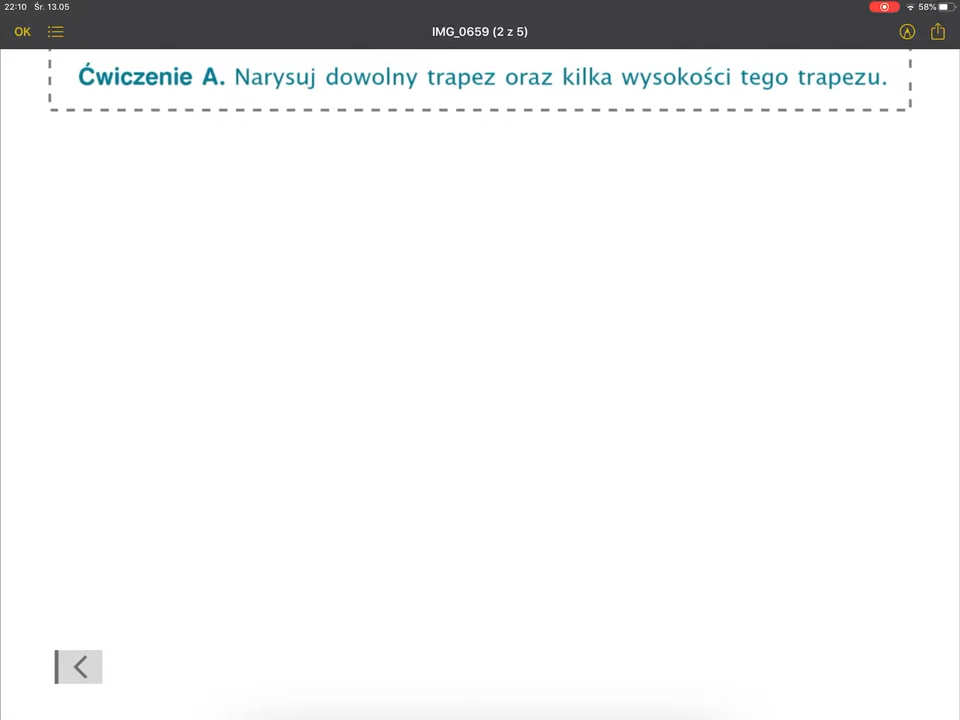 22:10 Śr. 13.05 58%
OK IMG_0659 (2 z 5)
Ćwiczenie A. Narysuj dowolny trapez oraz kilka wysokości tego trapezu.